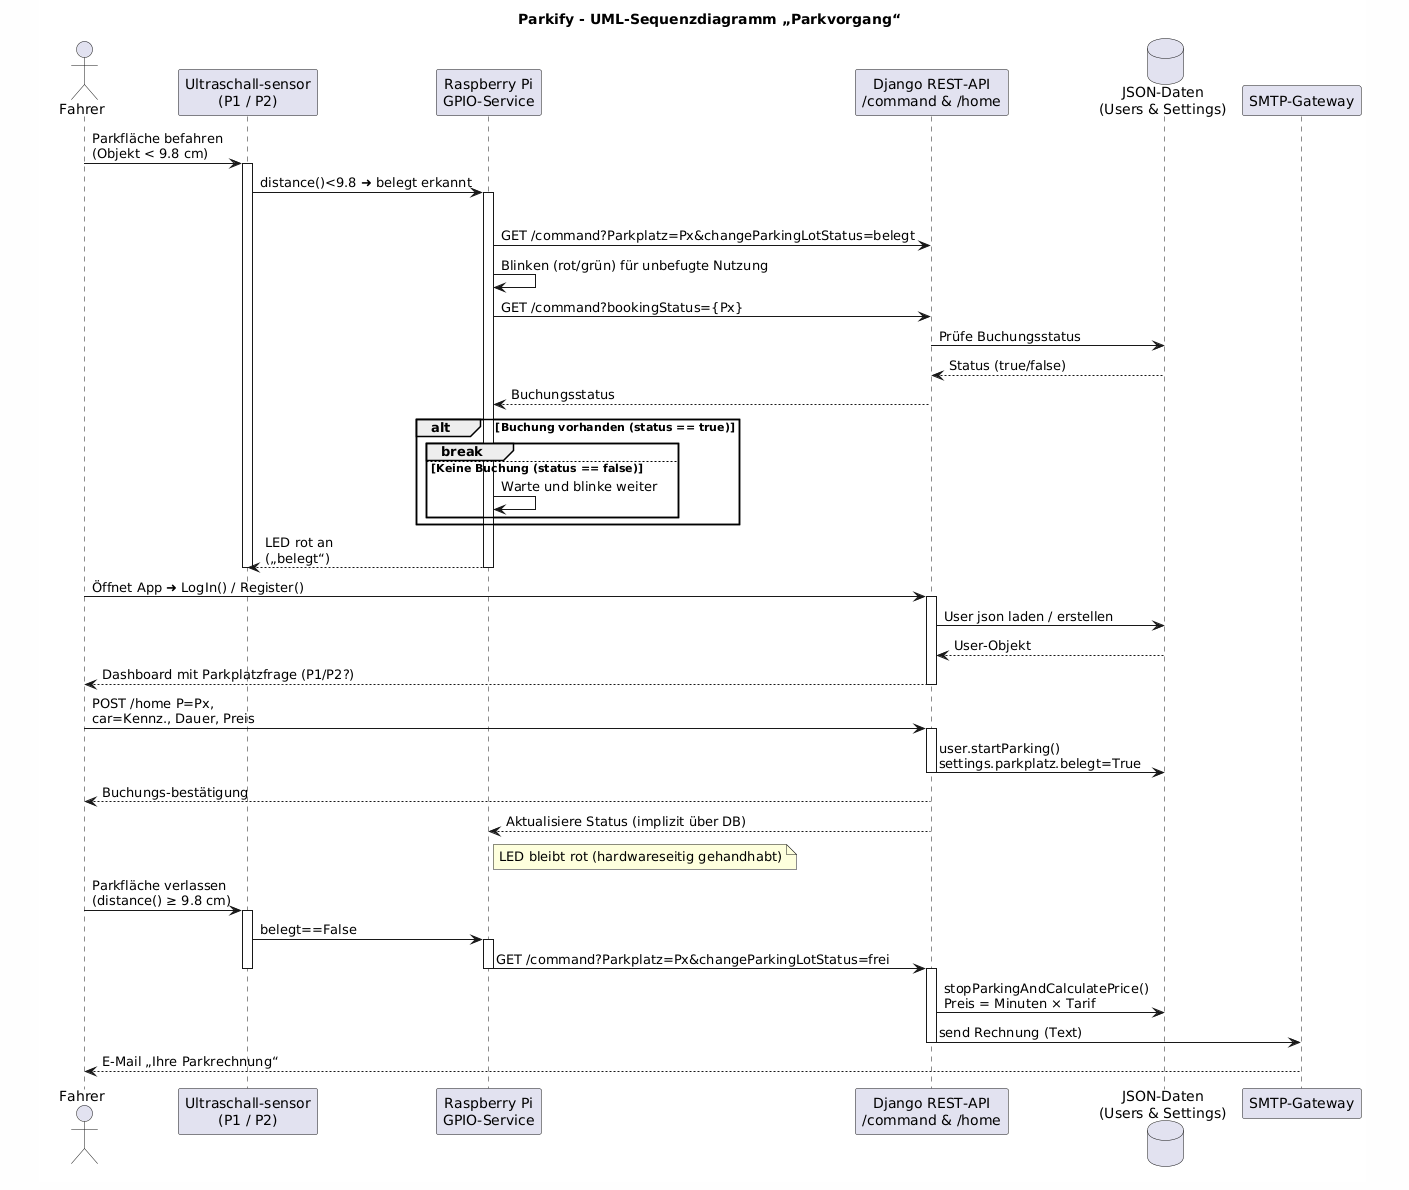 Parkify - UML-Sequenzdiagramm „Parkvorgang“
Fahrer
Ultraschall-sensor
(P1 / P2)
Raspberry Pi
GPIO-Service
Django REST-API
/command & /home
JSON-Daten
(Users & Settings)
SMTP-Gateway
Parkfläche befahren
(Objekt < 9.8 cm)
distance()<9.8 ➜ belegt erkannt
GET /command?Parkplatz=Px&changeParkingLotStatus=belegt
Blinken (rot/grün) für unbefugte Nutzung
GET /command?bookingStatus={Px}
Prüfe Buchungsstatus
Status (true/false)
Buchungsstatus
alt [Buchung vorhanden (status == true)]
break
[Keine Buchung (status == false)]
Warte und blinke weiter
LED rot an
(„belegt“)
Öffnet App ➜ LogIn() / Register()
User json laden / erstellen
User-Objekt
Dashboard mit Parkplatzfrage (P1/P2?)
POST /home P=Px,
car=Kennz., Dauer, Preis
user.startParking()
settings.parkplatz.belegt=True
Buchungs-bestätigung
Aktualisiere Status (implizit über DB)
LED bleibt rot (hardwareseitig gehandhabt)
Parkfläche verlassen
(distance() ≥ 9.8 cm)
belegt==False
GET /command?Parkplatz=Px&changeParkingLotStatus=frei
stopParkingAndCalculatePrice()
Preis = Minuten × Tarif
send Rechnung (Text)
E-Mail „Ihre Parkrechnung“
Fahrer
Ultraschall-sensor
(P1 / P2)
Raspberry Pi
GPIO-Service
Django REST-API
/command & /home
JSON-Daten
(Users & Settings)
SMTP-Gateway